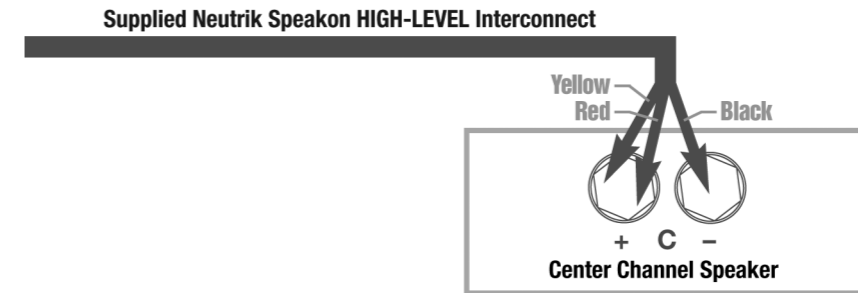 Supplied Neutrik Speakon HIGH-LEVEL Interconnect
Yellow
Red
Black
+ C –
Center Channel Speaker